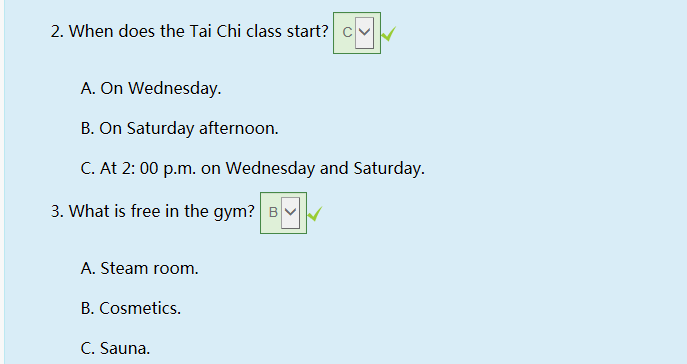 2. When does the Tai Chi class start? C
A. On Wednesday.
B. On Saturday afternoon.
C. At 2: 00 p.m. on Wednesday and Saturday.
3. What is free in the gym? B
A. Steam room.
B. Cosmetics.
C. Sauna.